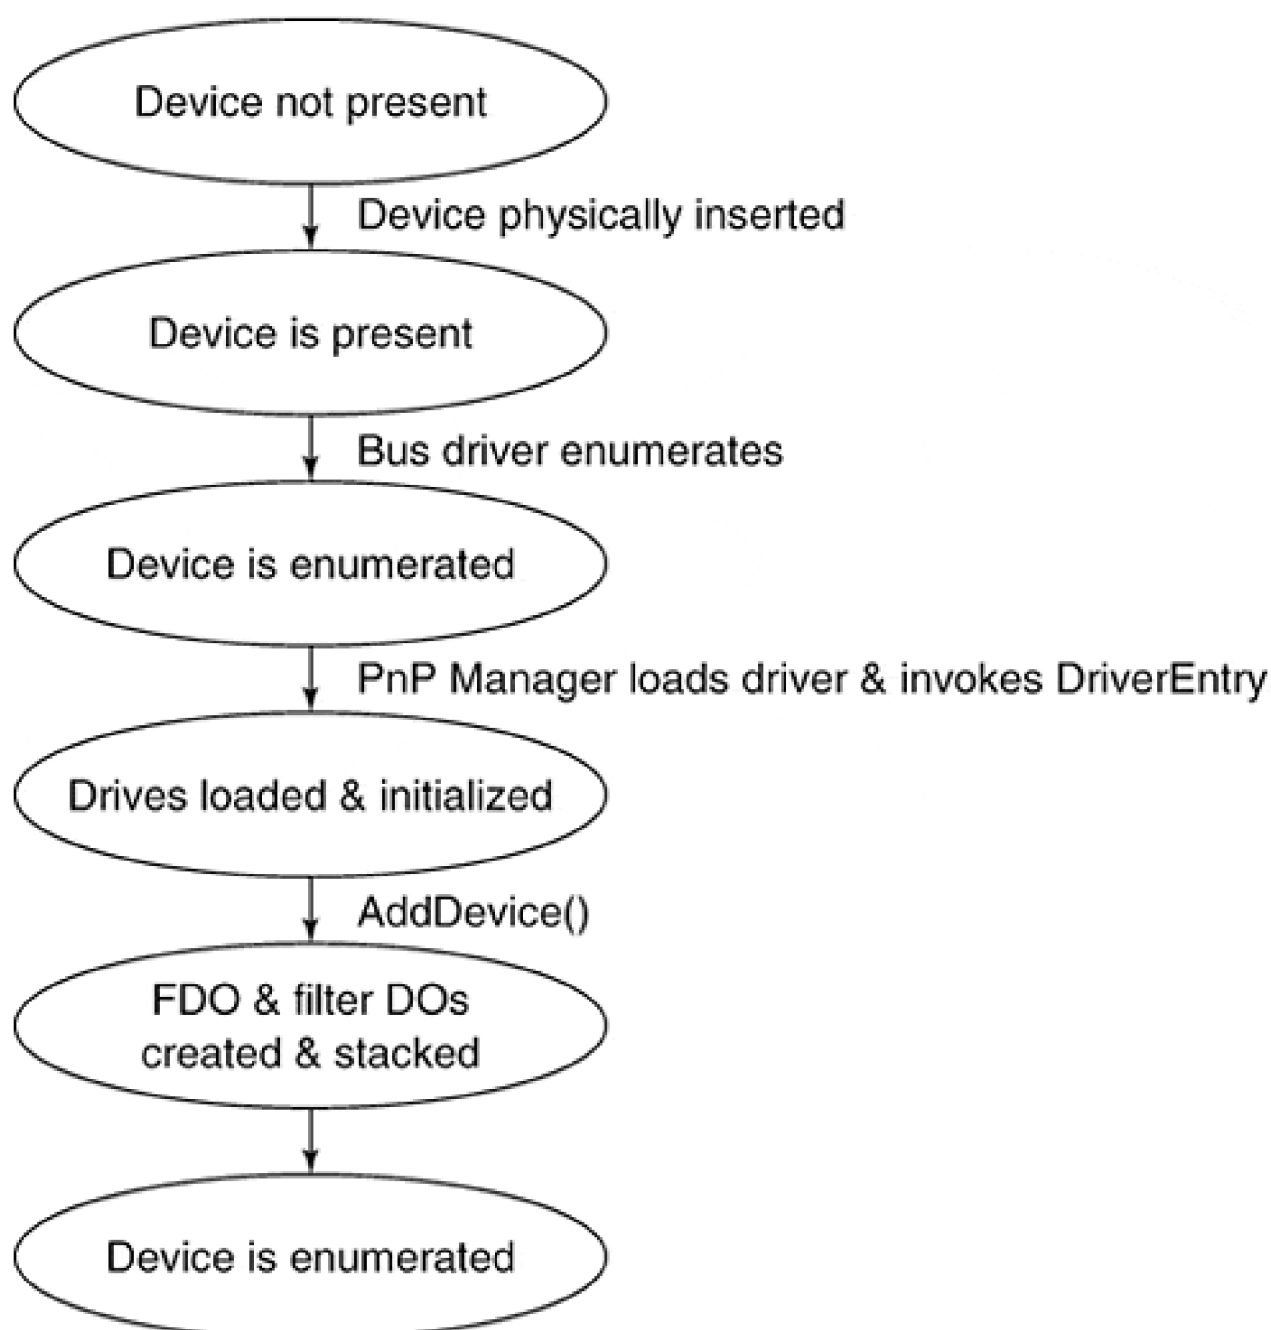 Device not present
Device physically inserted
Device is present
Bus driver enumerates
Device is enumerated
PnP Manager loads driver & invokes DriverEntry
Drives loaded & initialized
AddDevice()
FDO & filter DOs
created & stacked
Device is enumerated